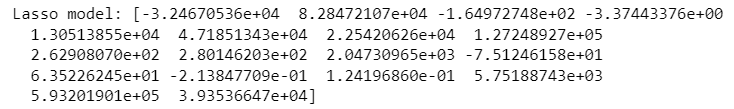 Lasso model: [-3.24670536e+04 8.28472107e+04 -1.64972748e+02 -3.37443376e+00
1.30513855e+04 4.71851343e+04 2.25420626e+04 1.27248927e+05
2.62908070e+02 2.80146203e+02 2.04730965e+03 -7.51246158e+01
6.35226245e+01 -2.13847709e-01 1.24196860e-01 5.75188743e+03
5.93201901e+05 3.93536647e+04]